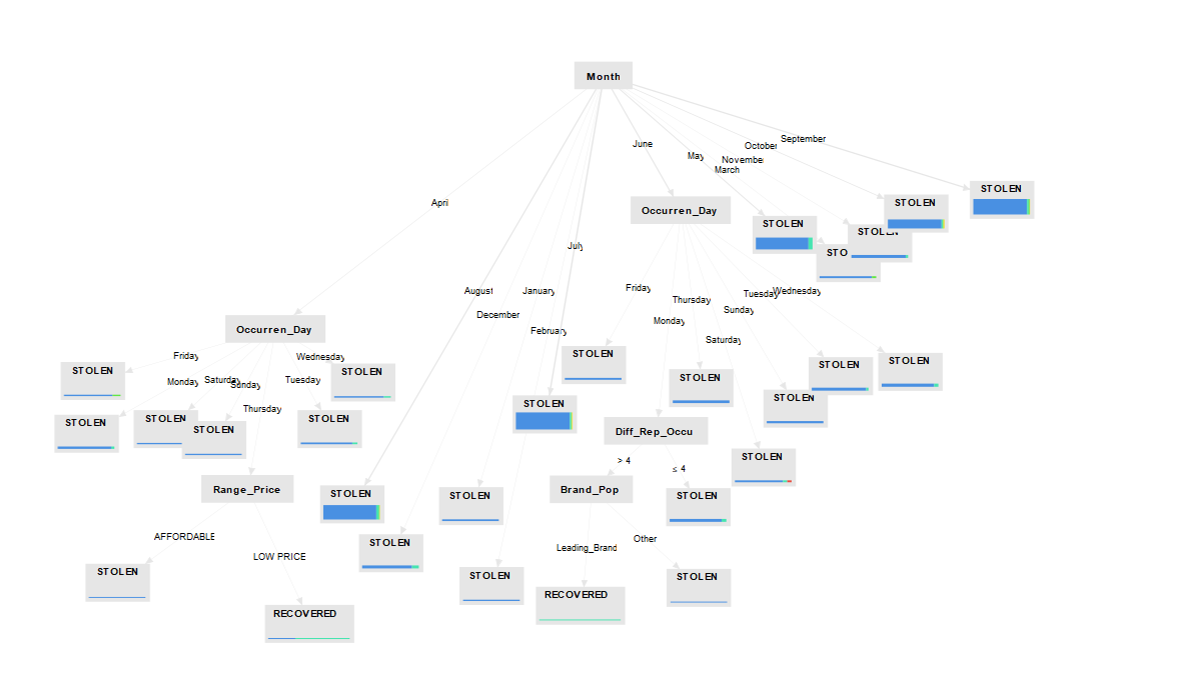 Month
September
June
October
May
November
March
STOLEN
STOLEN
April
Occurren_Day
STOLEN
STOLEN
July
STO
August
January
Friday
Thursday
Tuesday
Wednesday
December
Monday
Sunday
Occurren_Day
February
Saturday
Friday
Wednesday
STOLEN
STOLEN
STOLEN
STOLEN
STOLEN
Monday
Saturday
Sunday
Tuesday
STOLEN
STOLEN
Thursday
STOLEN
STOLEN
STOLEN
STOLEN
STOLEN
STOLEN
Diff_Rep_Occu
> 4
≤ 4
STOLEN
Range_Price
Brand_Pop
STOLEN
STOLEN
STOLEN
AFFORDABLE
Other
STOLEN
LOW PRICE
Leading_Brand
STOLEN
STOLEN
STOLEN
RECOVERED
RECOVERED